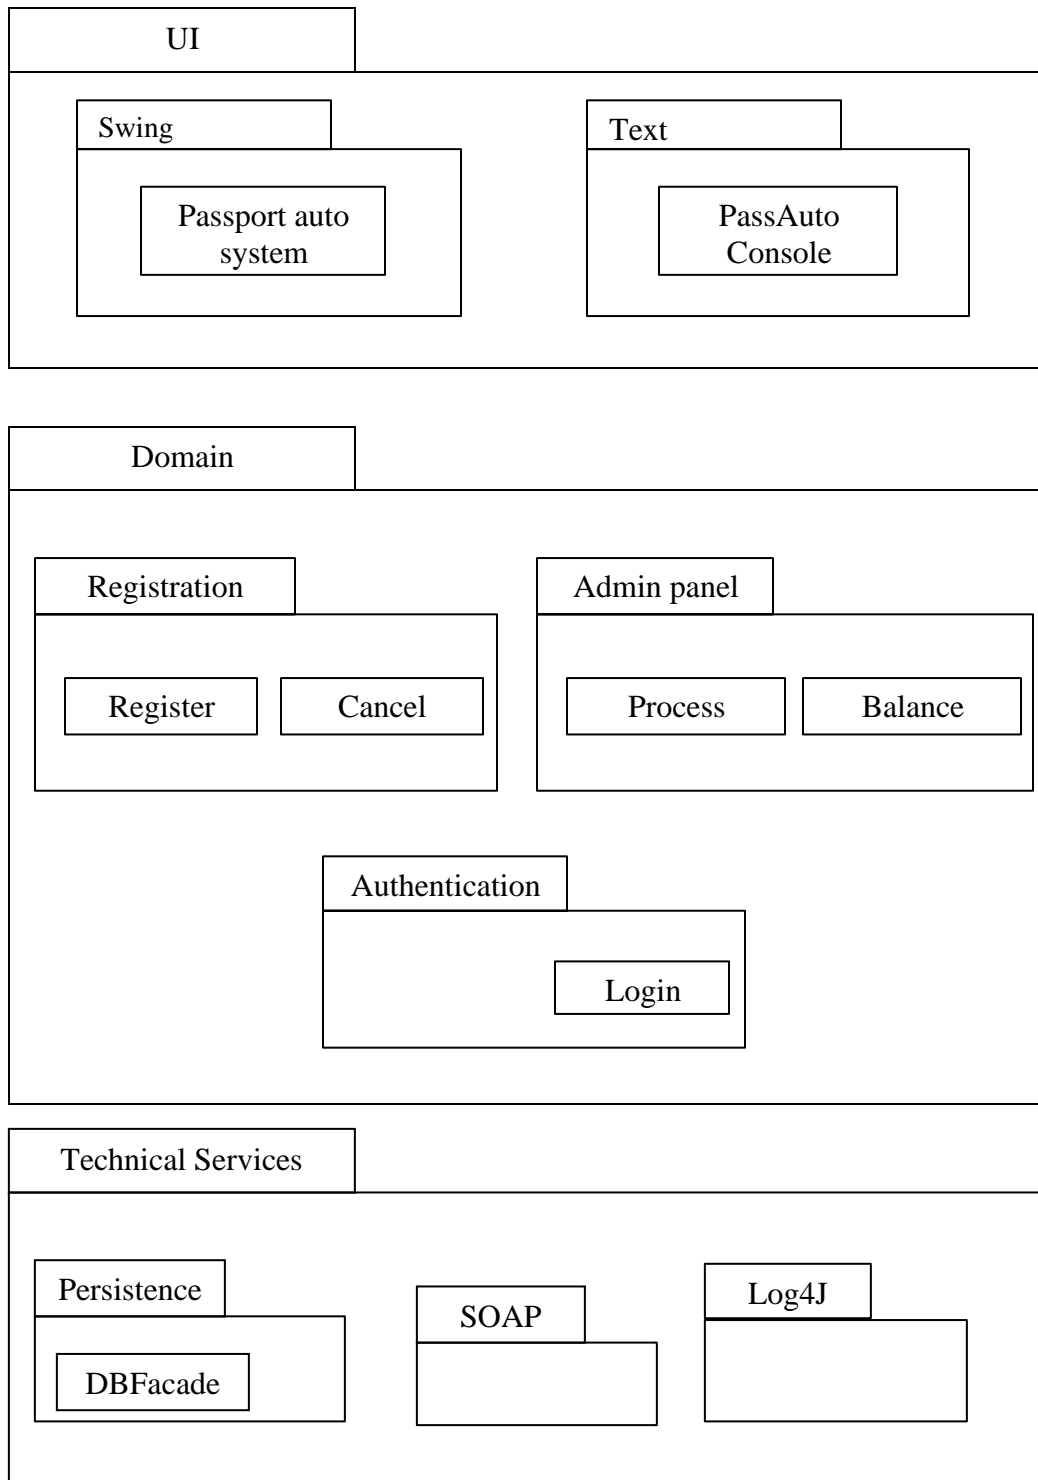 UI
Swing
Text
Passport auto
system
PassAuto
Console
Domain
Registration
Admin panel
Register
Cancel
Process
Balance
Authentication
Login
Technical Services
Persistence
SOAP
Log4J
DBFacade